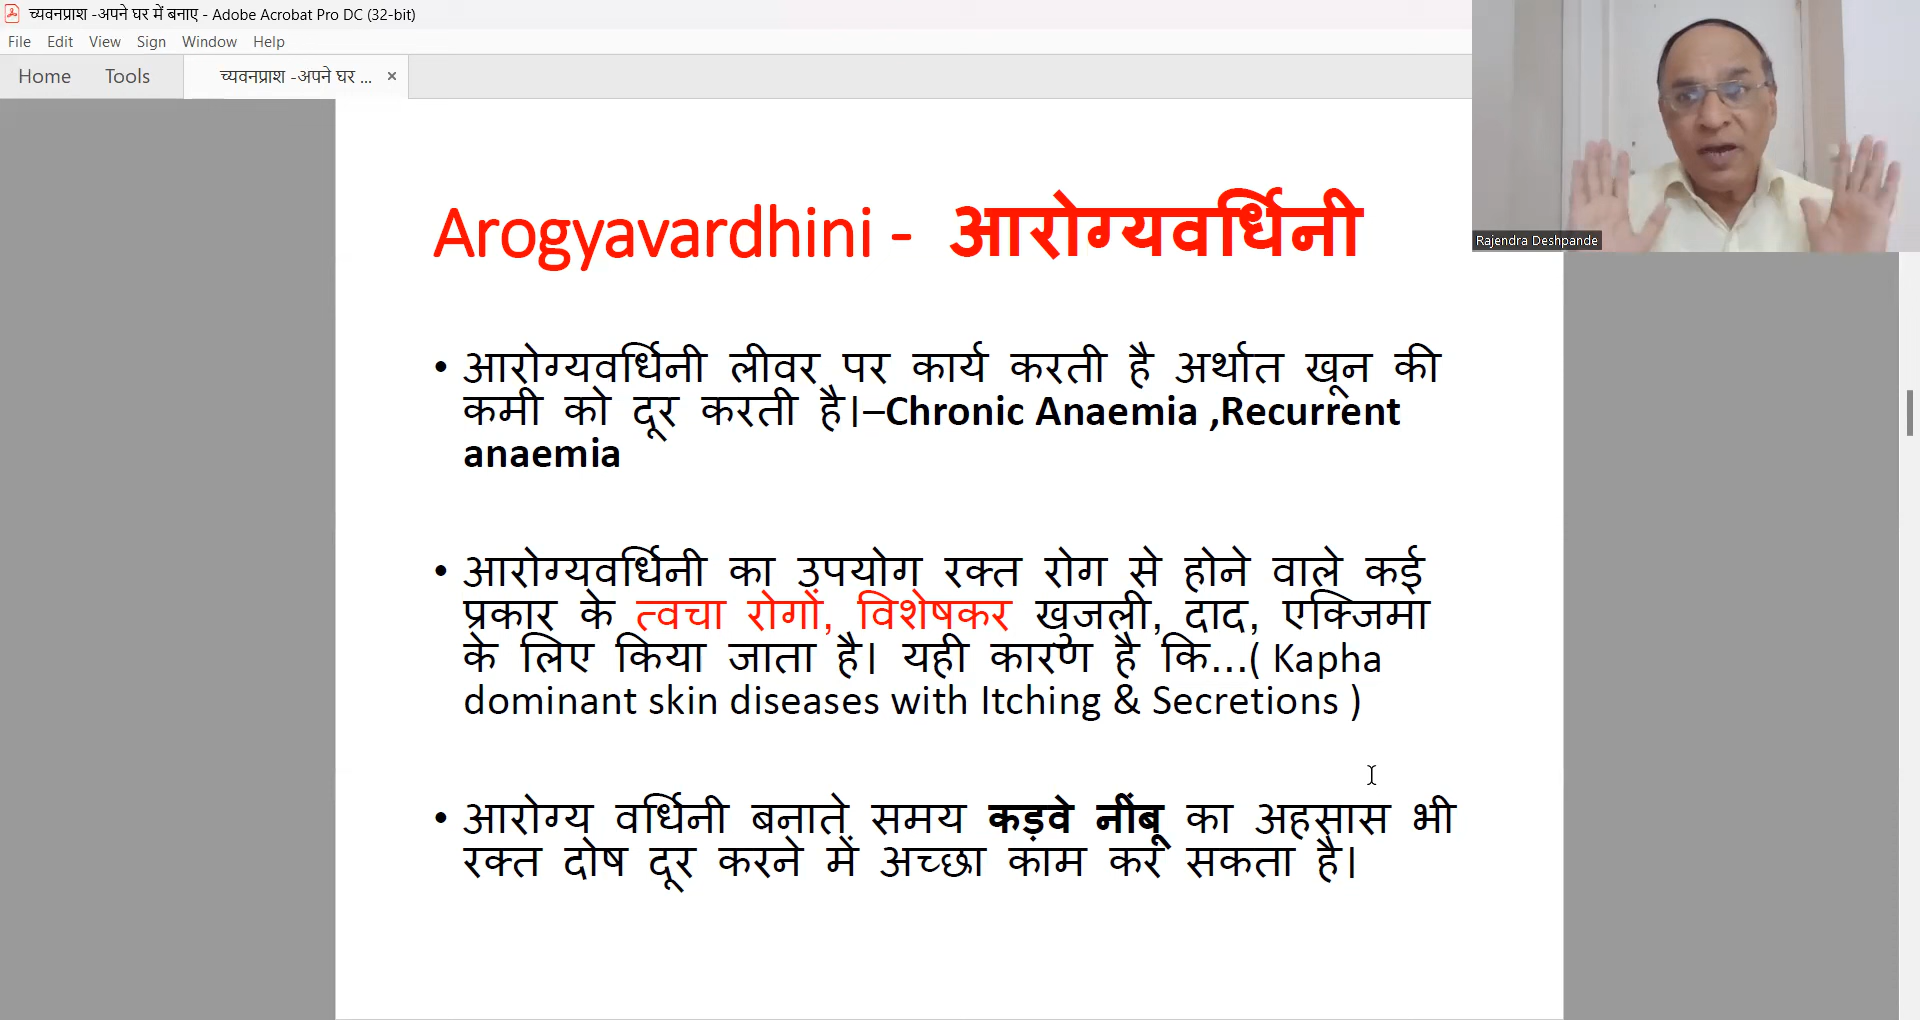 च्यवनप्राश -अपने घर में बनाए - Adobe Acrobat Pro DC (32-bit)
File Edit View Sign Window Help
Home Tools च्यवनप्राश -अपने घर ... ×
Rajendra Deshpande
Arogyavardhini - आरोग्यवर्धिनी
• आरोग्यवर्धिनी लीवर पर कार्य करती है अर्थात खून की
कमी को दूर करती है।–Chronic Anaemia ,Recurrent
anaemia
• आरोग्यवर्धिनी का उपयोग रक्त रोग से होने वाले कई
प्रकार के त्वचा रोगों, विशेषकर खुजली, दाद, एक्जिमा
के लिए किया जाता है। यही कारण है कि...( Kapha
dominant skin diseases with Itching & Secretions )
• आरोग्य वर्धिनी बनाते समय कड़वे नींबू का अहसास भी
रक्त दोष दूर करने में अच्छा काम कर सकता है।